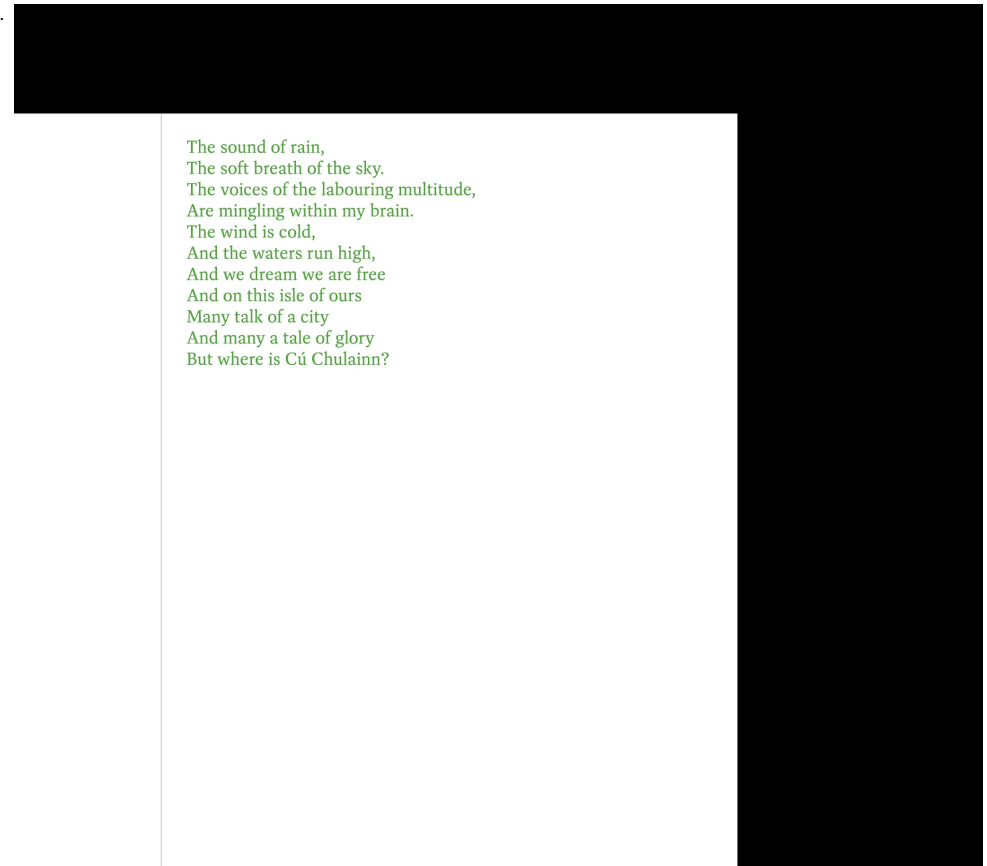 The sound of rain,
The soft breath of the sky.
The voices of the labouring multitude,
Are mingling within my brain.
The wind is cold,
And the waters run high,
And we dream we are free
And on this isle of ours
Many talk of a city
And many a tale of glory
But where is Cú Chulainn?